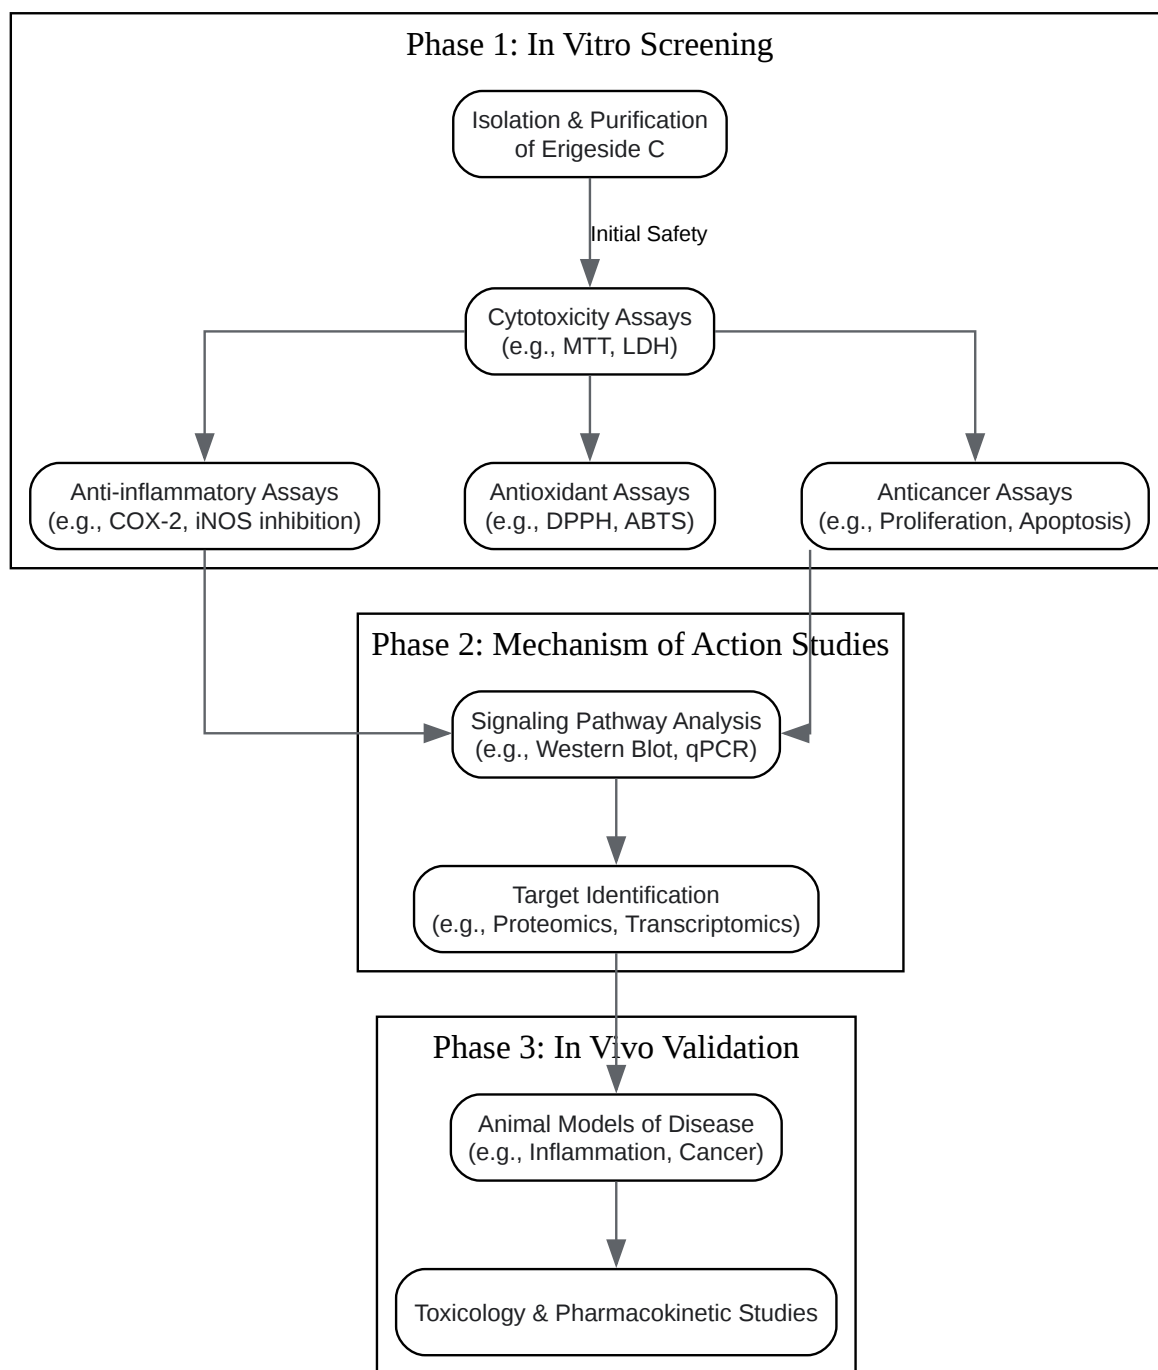 Phase 1: In Vitro Screening
Isolation & Purification
of Erigeside C
Initial Safety
Cytotoxicity Assays
(e.g., MTT, LDH)
Anti-inflammatory Assays
(e.g., COX-2, iNOS inhibition)
Antioxidant Assays
(e.g., DPPH, ABTS)
Anticancer Assays
(e.g., Proliferation, Apoptosis)
Phase 2: Mechanism of Action Studies
Signaling Pathway Analysis
(e.g., Western Blot, qPCR)
Target Identification
(e.g., Proteomics, Transcriptomics)
Phase 3: In Vivo Validation
Animal Models of Disease
(e.g., Inflammation, Cancer)
Toxicology & Pharmacokinetic Studies